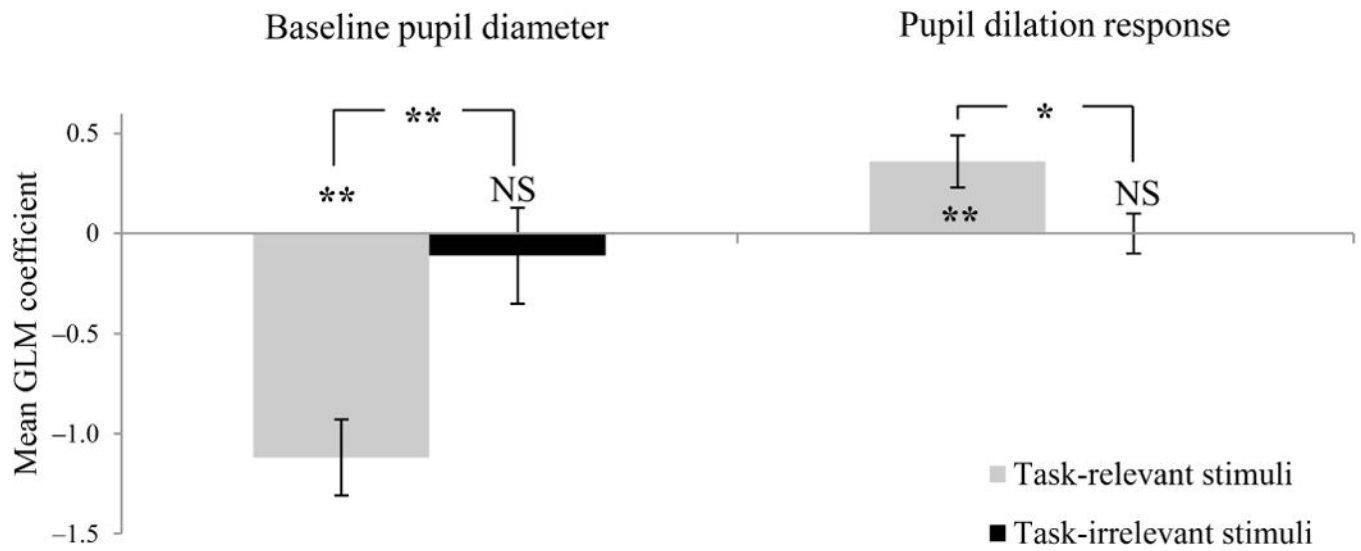 Baseline pupil diameter
Pupil dilation response
Mean GLM coefficient
0.5
0
–0.5
–1.0
–1.5
**
**
NS
*
**
NS
Task-relevant stimuli
Task-irrelevant stimuli